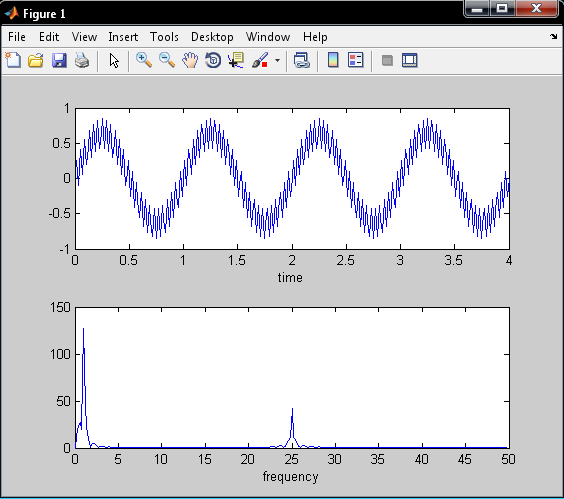 Figure 1
File Edit View Insert Tools Desktop Window Help
1
0.5
0
-0.5
-1
0 0.5 1 1.5 2 2.5 3 3.5 4
time
150
100
50
0
0 5 10 15 20 25 30 35 40 45 50
frequency